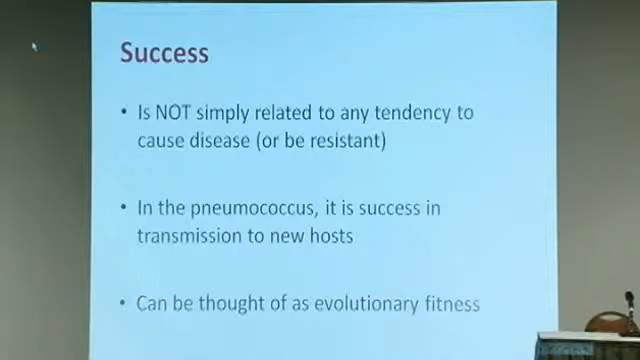 Success
• Is NOT simply related to any tendency to
cause disease (or be resistant)
• In the pneumococcus, it is success in
transmission to new hosts
• Can be thought of as evolutionary fitness